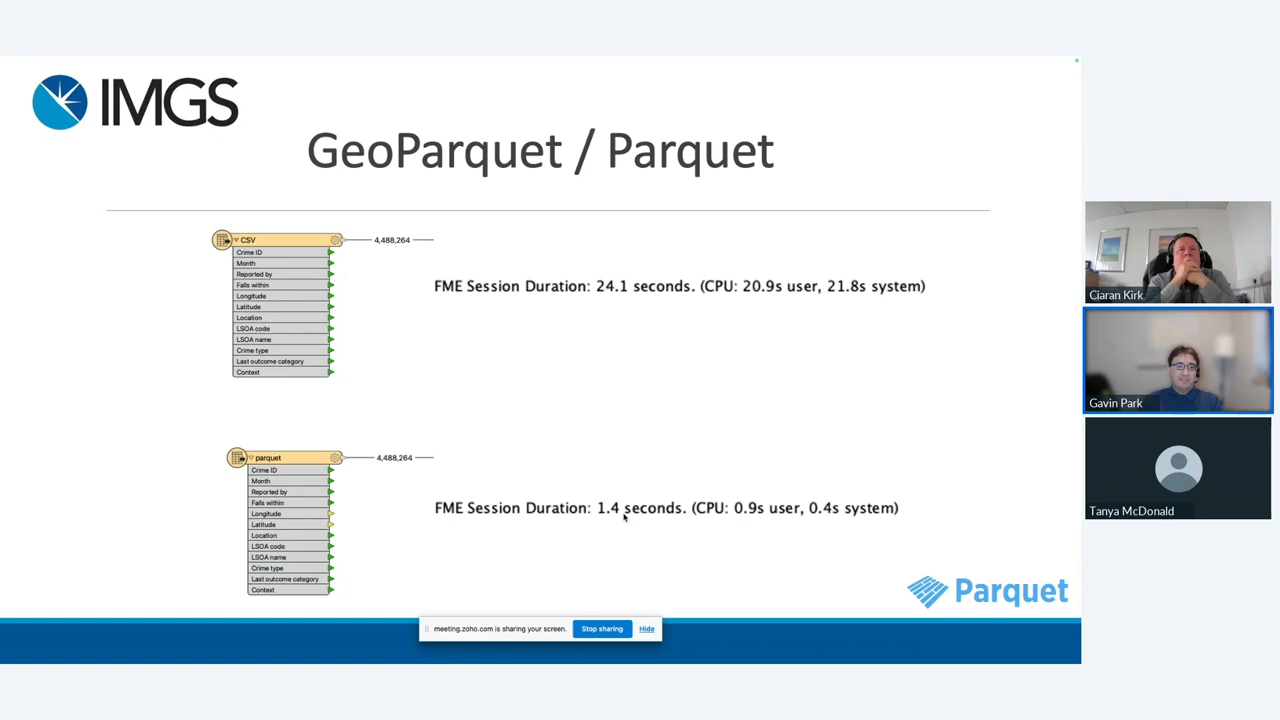 IMGS
GeoParquet / Parquet
CSV
4,488,264
Crime ID
Month
Reported by
Falls within
Longitude
Latitude
Location
LSOA code
LSOA name
Crime type
Last outcome category
Context
FME Session Duration: 24.1 seconds. (CPU: 20.9s user, 21.8s system)
parquet
4,488,264
Crime ID
Month
Reported by
Falls within
Longitude
Latitude
Location
LSOA code
LSOA name
Crime type
Last outcome category
Context
FME Session Duration: 1.4 seconds. (CPU: 0.9s user, 0.4s system)
Parquet
meeting.zoho.com is sharing your screen. Stop sharing Hide
Ciaran Kirk
Gavin Park
Tanya McDonald